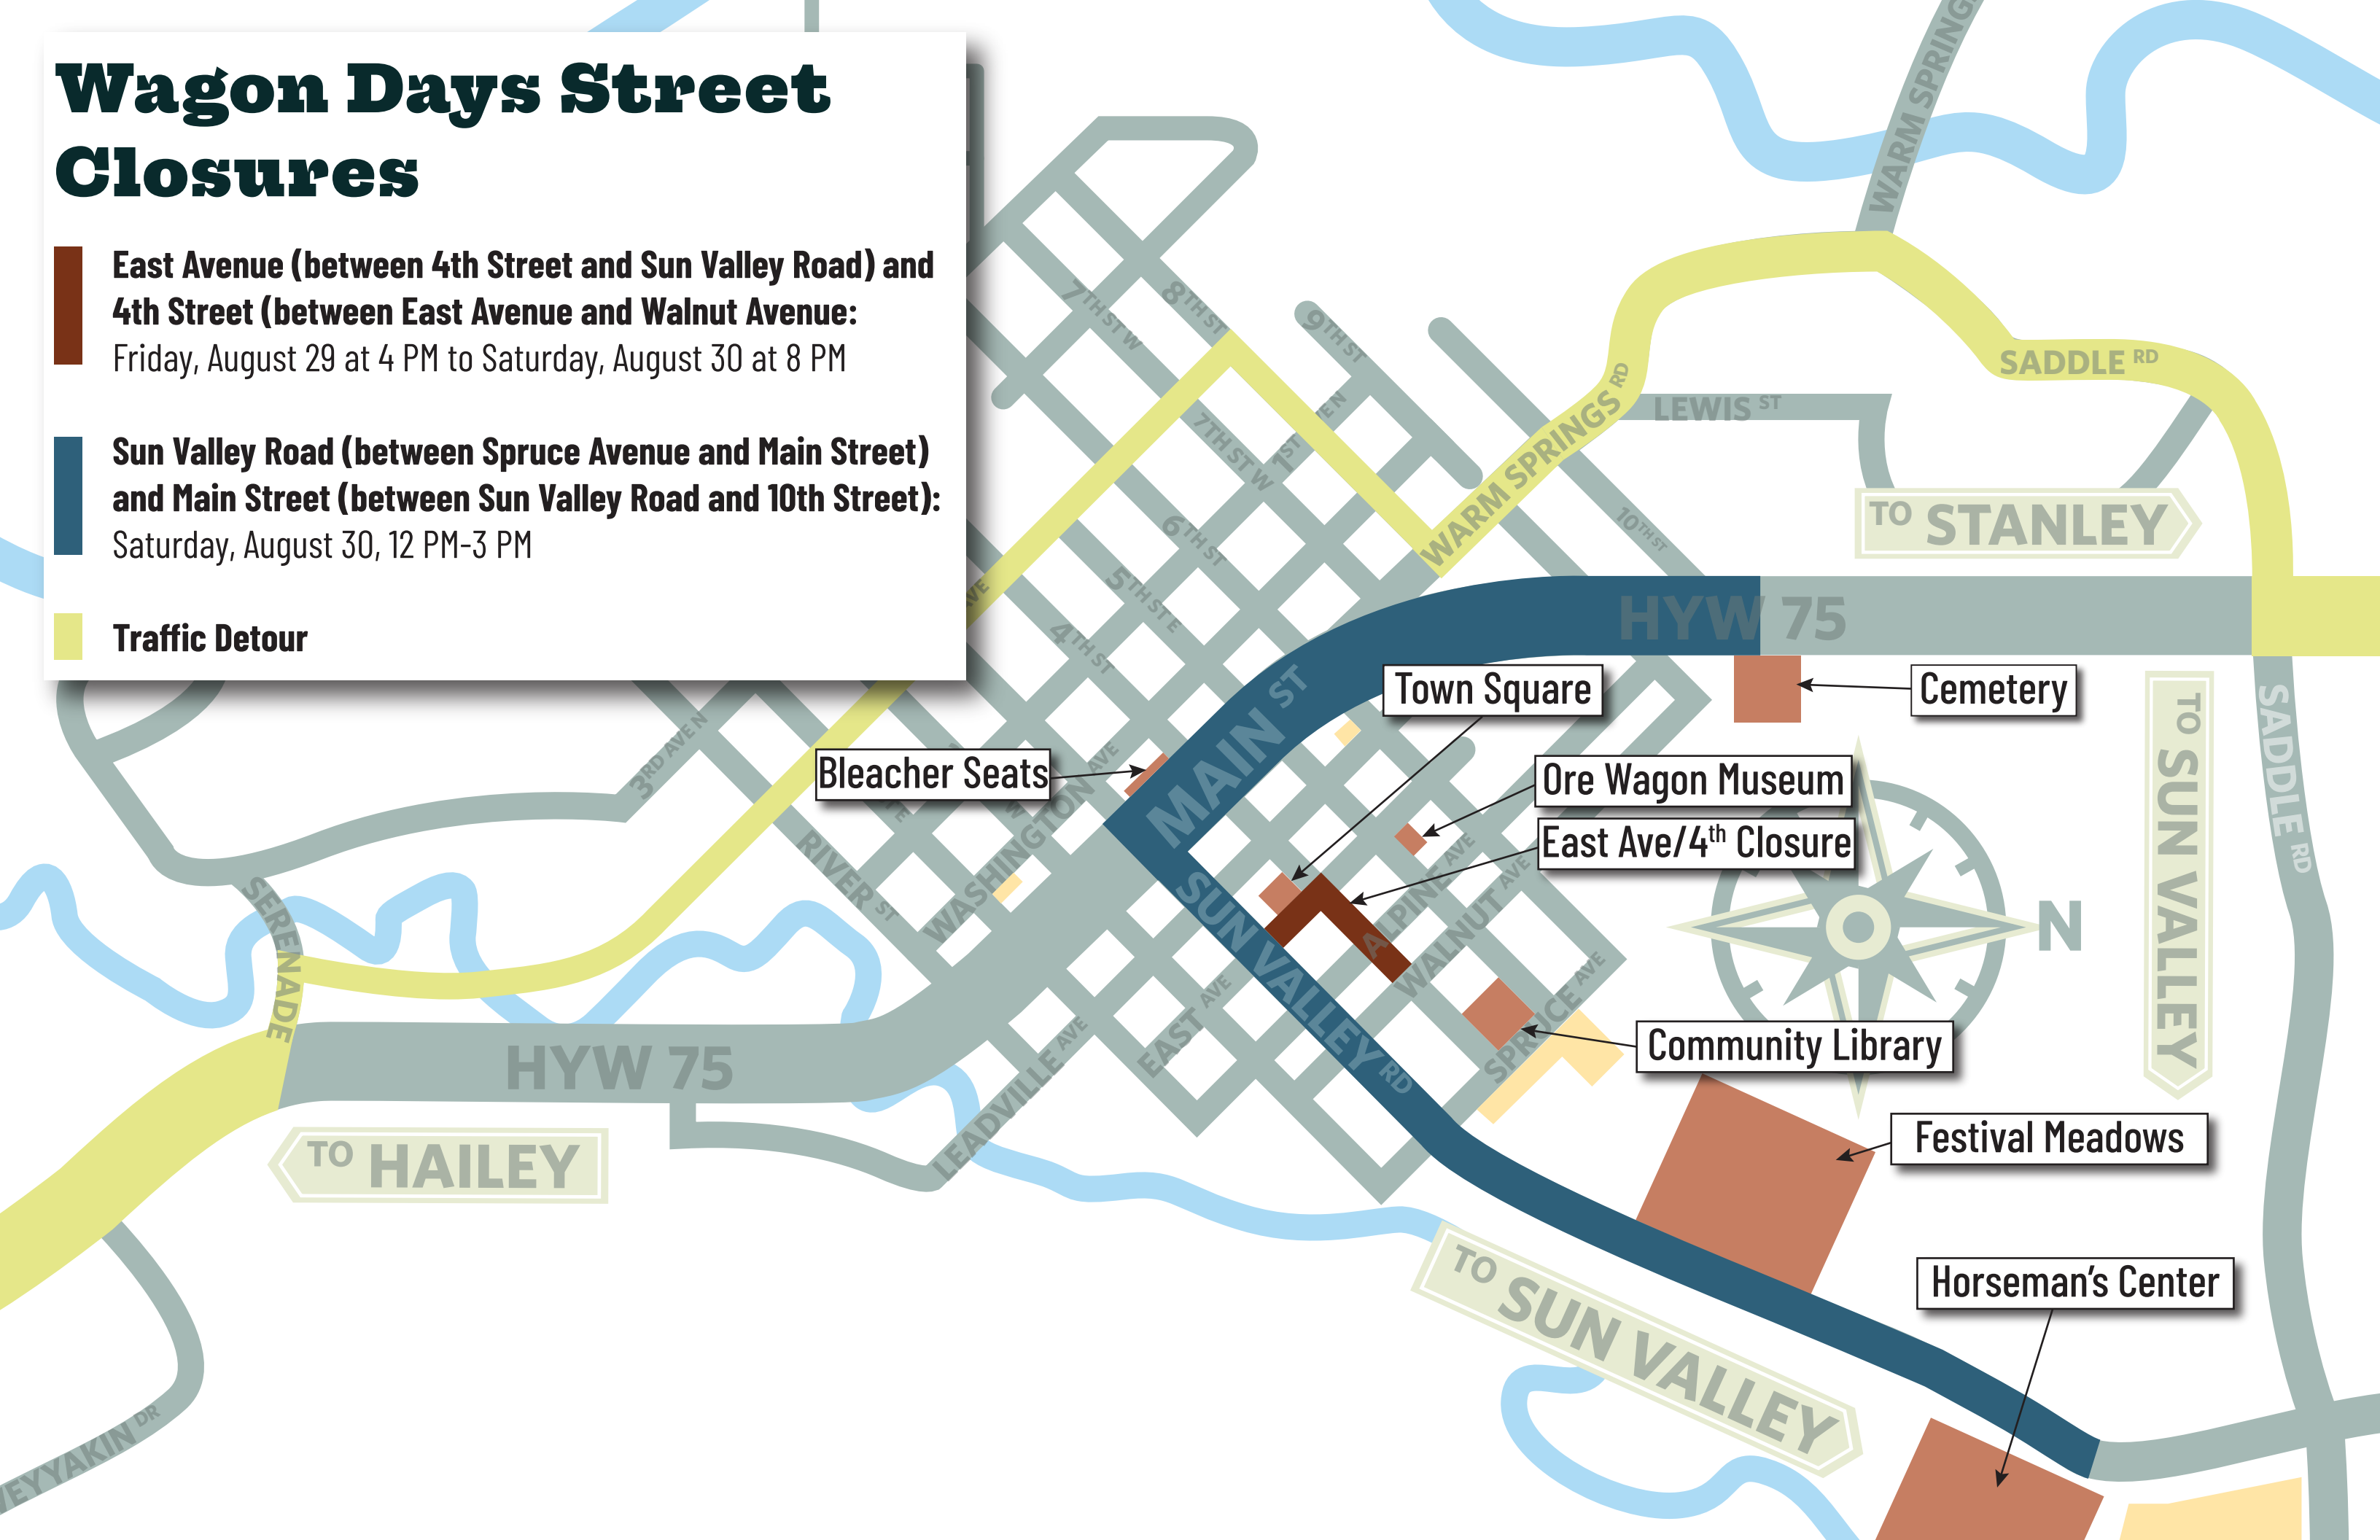 Wagon Days Street
Closures
East Avenue (between 4th Street and Sun Valley Road) and
4th Street (between East Avenue and Walnut Avenue:
Friday, August 29 at 4 PM to Saturday, August 30 at 8 PM
Sun Valley Road (between Spruce Avenue and Main Street)
and Main Street (between Sun Valley Road and 10th Street):
Saturday, August 30, 12 PM-3 PM
Traffic Detour
WARM SPRINGS
7TH ST W
8TH ST
9TH ST
SADDLE RD
WARM SPRINGS RD
LEWIS ST
7TH ST W
1ST
TO STANLEY
6TH ST
10TH ST
5TH ST E
AVE
4TH ST
HYW 75
MAIN ST
Town Square
Cemetery
SADDLE RD
TO SUN VALLEY
3RD AVE N
Bleacher Seats
Ore Wagon Museum
East Ave/4th Closure
WASHINGTON AVE
RIVER ST
SUN VALLEY RD
ALPINE AVE
WALNUT AVE
N
SERENADE
SPRUCE AVE
EAST AVE
LEADVILLE AVE
HYW 75
Community Library
TO HAILEY
Festival Meadows
Horseman's Center
TO SUN VALLEY
DR